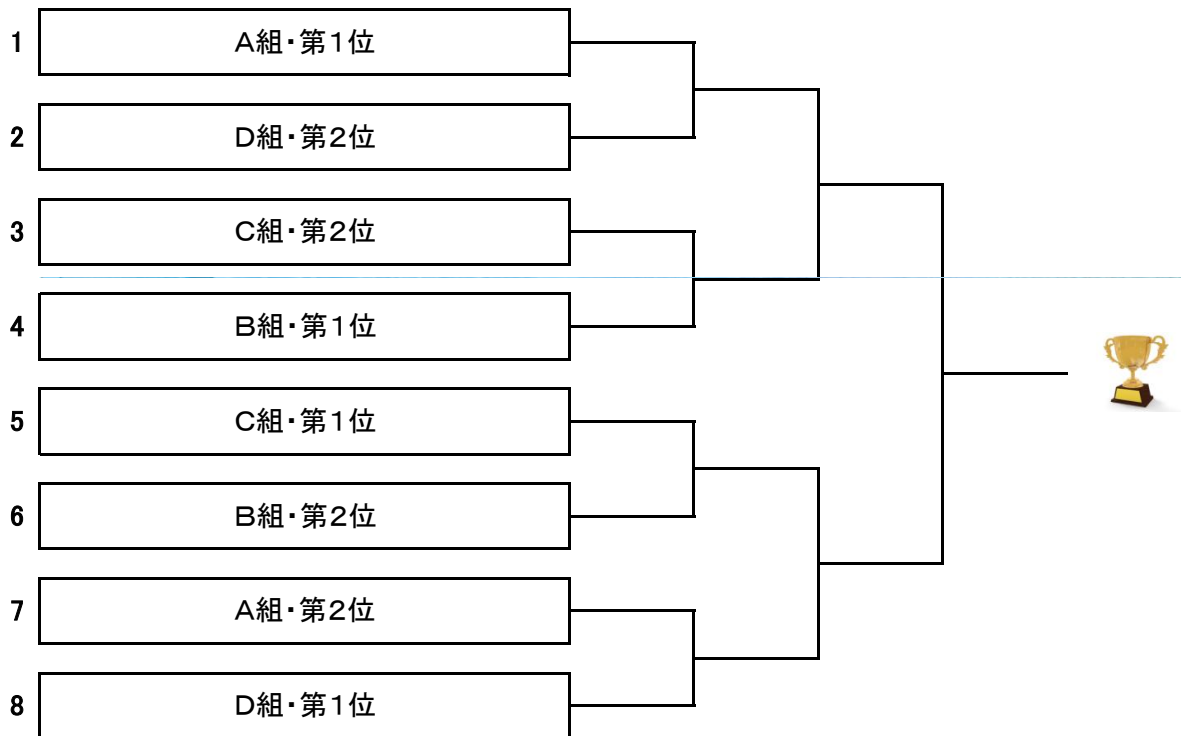 1 A組・第1位
2 D組・第2位
3 C組・第2位
4 B組・第1位
5 C組・第1位
6 B組・第2位
7 A組・第2位
8 D組・第1位